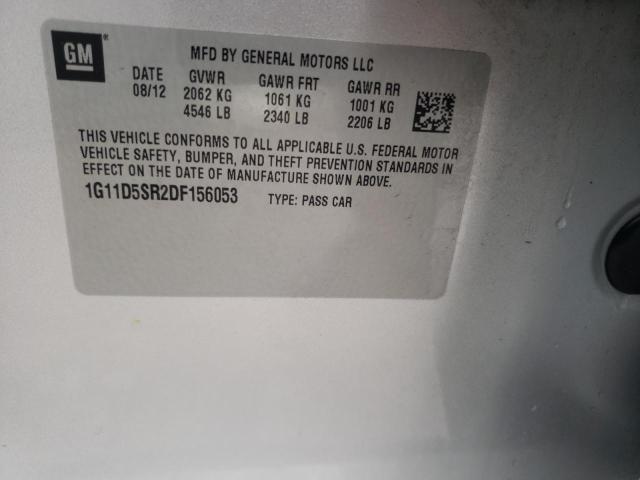 GM ®
MFD BY GENERAL MOTORS LLC
DATE GVWR GAWR FRT GAWR RR
08/12 2062 KG 1061 KG 1001 KG
4546 LB 2340 LB 2206 LB
THIS VEHICLE CONFORMS TO ALL APPLICABLE U.S. FEDERAL MOTOR
VEHICLE SAFETY, BUMPER, AND THEFT PREVENTION STANDARDS IN
EFFECT ON THE DATE OF MANUFACTURE SHOWN ABOVE.
1G11D5SR2DF156053 TYPE: PASS CAR